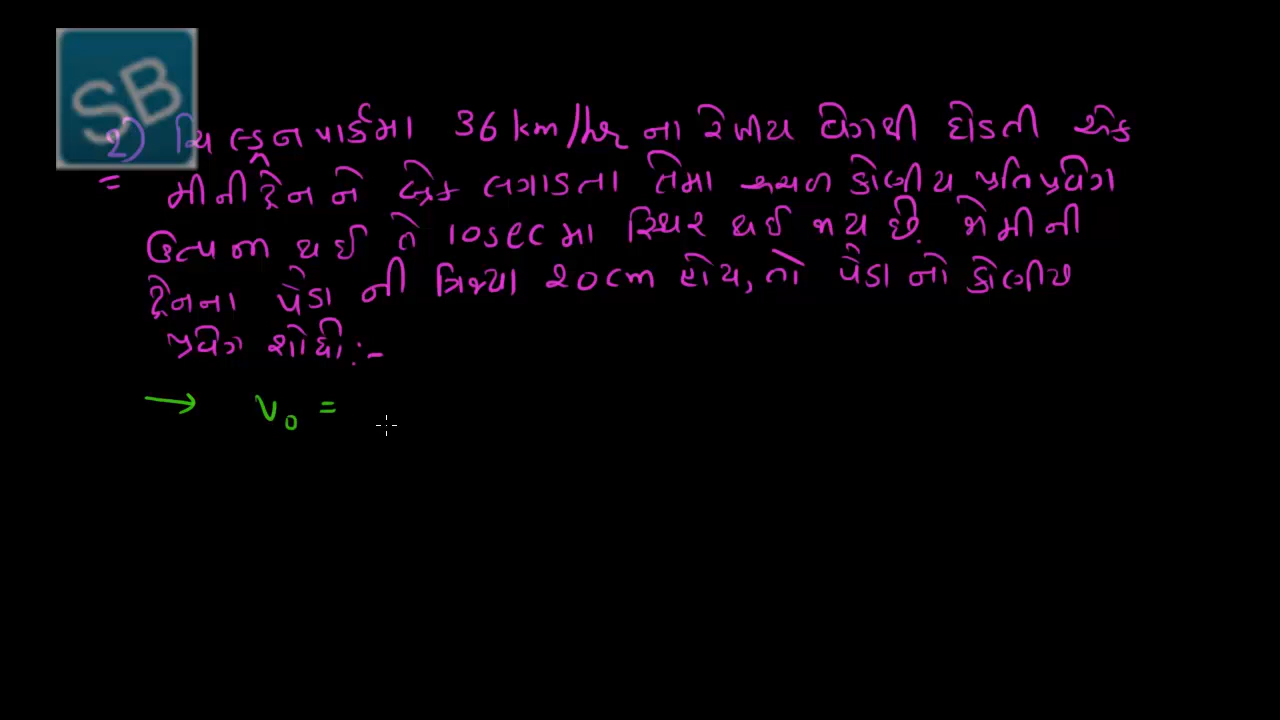 SB
2) ચિલ્ડ્રન પાર્કમા 36 km/hr ના રેખીય વેગથી દોડતી એક
મીનીટ્રેન ને બ્રેક લગાડતા તેમા અચળ કોણીય પ્રતિપ્રવેગ
ઉત્પન્ન થઈ તે 10sec મા સ્થિર થઈ જાય છે. જો મીની
ટ્રેનના પેડા ની ત્રિજ્યા 20cm હોય, તો પેડા નો કોણીય
પ્રવેગ શોધો :-
→ v₀ =